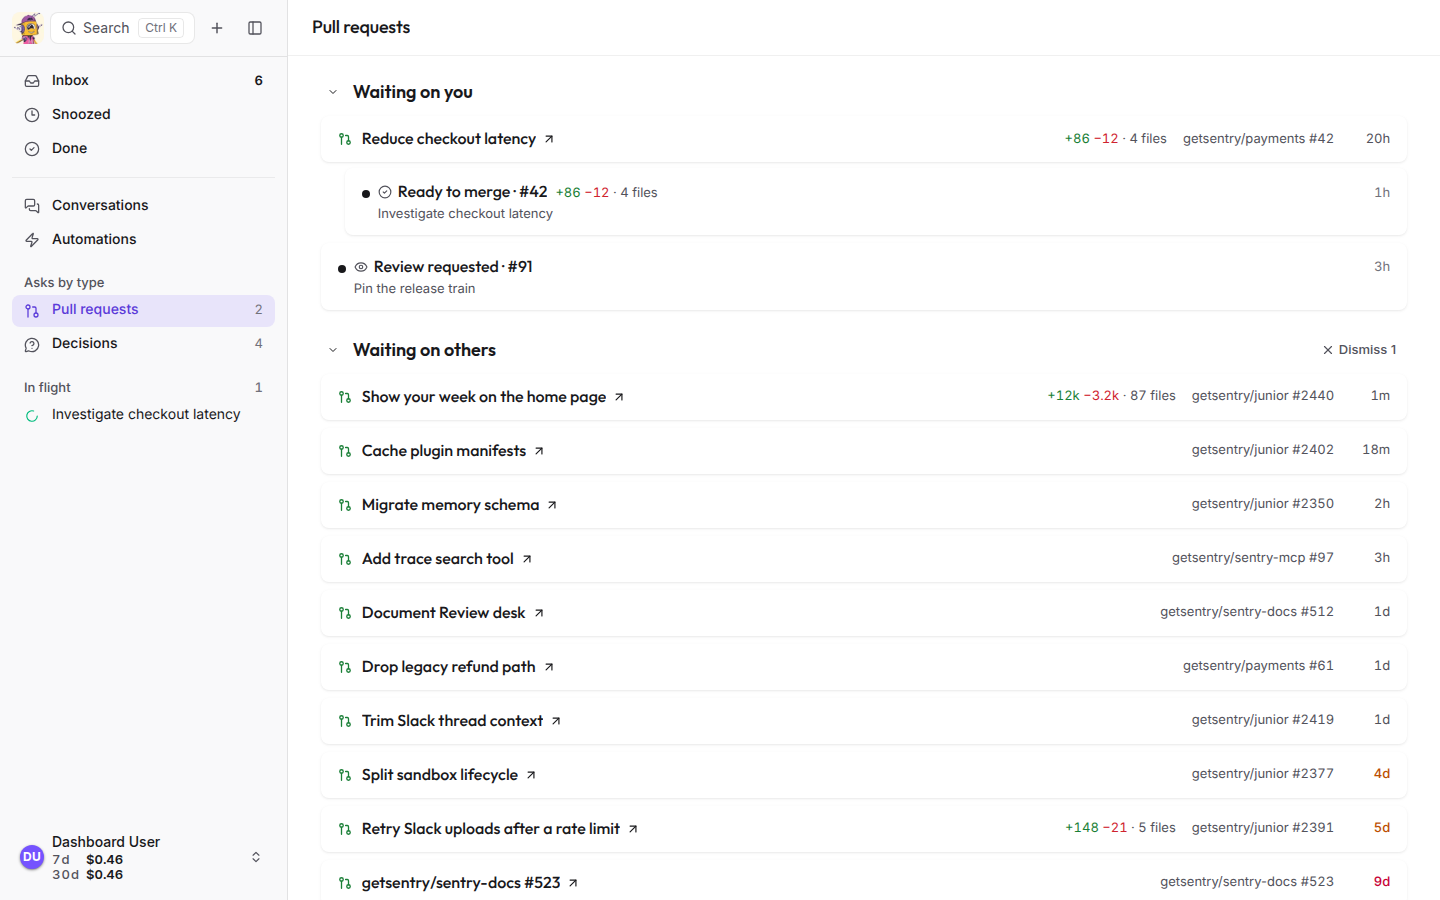 Search Ctrl K
Inbox 6
Snoozed
Done
Conversations
Automations
Asks by type
Pull requests 2
Decisions 4
In flight 1
Investigate checkout latency
DU
Dashboard User
7d $0.46
30d $0.46
Pull requests
Waiting on you
Reduce checkout latency +86 −12 · 4 files getsentry/payments #42 20h
Ready to merge · #42 +86 −12 · 4 files 1h
Investigate checkout latency
Review requested · #91 3h
Pin the release train
Waiting on others Dismiss 1
Show your week on the home page +12k −3.2k · 87 files getsentry/junior #2440 1m
Cache plugin manifests getsentry/junior #2402 18m
Migrate memory schema getsentry/junior #2350 2h
Add trace search tool getsentry/sentry-mcp #97 3h
Document Review desk getsentry/sentry-docs #512 1d
Drop legacy refund path getsentry/payments #61 1d
Trim Slack thread context getsentry/junior #2419 1d
Split sandbox lifecycle getsentry/junior #2377 4d
Retry Slack uploads after a rate limit +148 −21 · 5 files getsentry/junior #2391 5d
getsentry/sentry-docs #523 getsentry/sentry-docs #523 9d